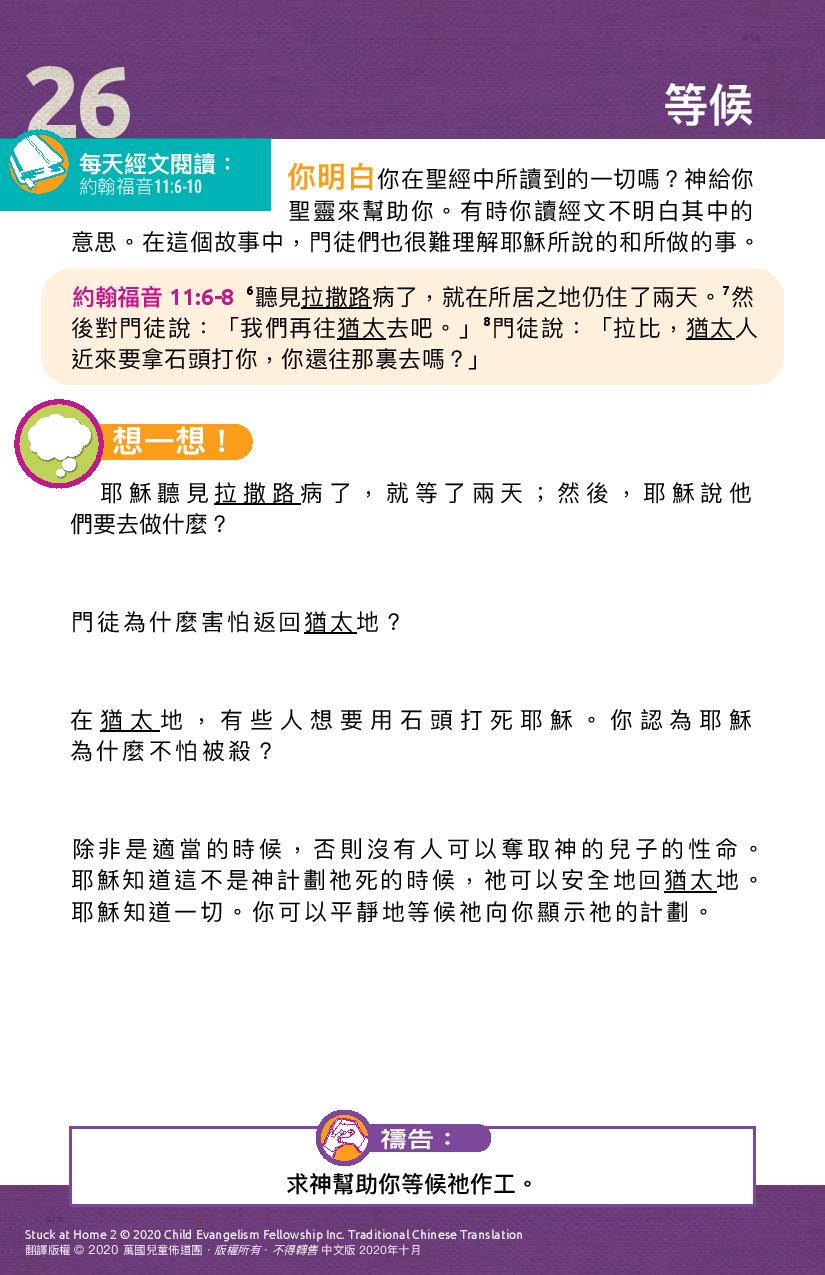 26
等候
每天經文閱讀：
約翰福音11:6-10
你明白你在聖經中所讀到的一切嗎？神給你
聖靈來幫助你。有時你讀經文不明白其中的
意思。在這個故事中，門徒們也很難理解耶穌所說的和所做的事。
約翰福音 11:6-8 ⁶聽見拉撒路病了，就在所居之地仍住了兩天。⁷然
後對門徒說：「我們再往猶太去吧。」⁸門徒說：「拉比，猶太人
近來要拿石頭打你，你還往那裏去嗎？」
想一想！
耶穌聽見拉撒路病了，就等了兩天；然後，耶穌說他
們要去做什麼？
門徒為什麼害怕返回猶太地？
在猶太地，有些人想要用石頭打死耶穌。你認為耶穌
為什麼不怕被殺？
除非是適當的時候，否則沒有人可以奪取神的兒子的性命。
耶穌知道這不是神計劃祂死的時候，祂可以安全地回猶太地。
耶穌知道一切。你可以平靜地等候祂向你顯示祂的計劃。
禱告：
求神幫助你等候祂作工。
Stuck at Home 2 © 2020 Child Evangelism Fellowship Inc. Traditional Chinese Translation
翻譯版權 © 2020 萬國兒童佈道團 · 版權所有 · 不得轉售 中文版 2020年十月